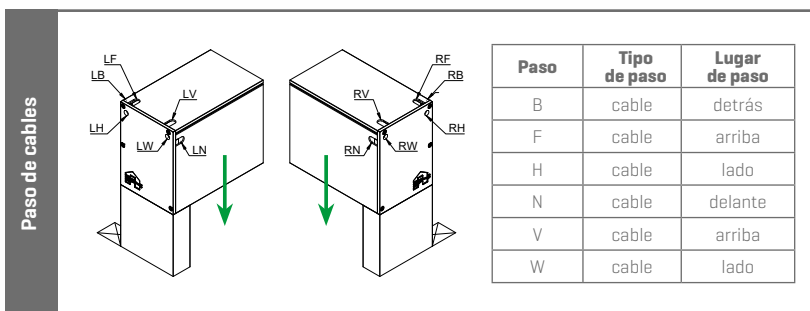 Paso de cables
LF
LB
LV
LH
LW
LN
RF
RB
RV
RH
RN
RW
Paso Tipo de paso Lugar de paso
B cable detrás
F cable arriba
H cable lado
N cable delante
V cable arriba
W cable lado